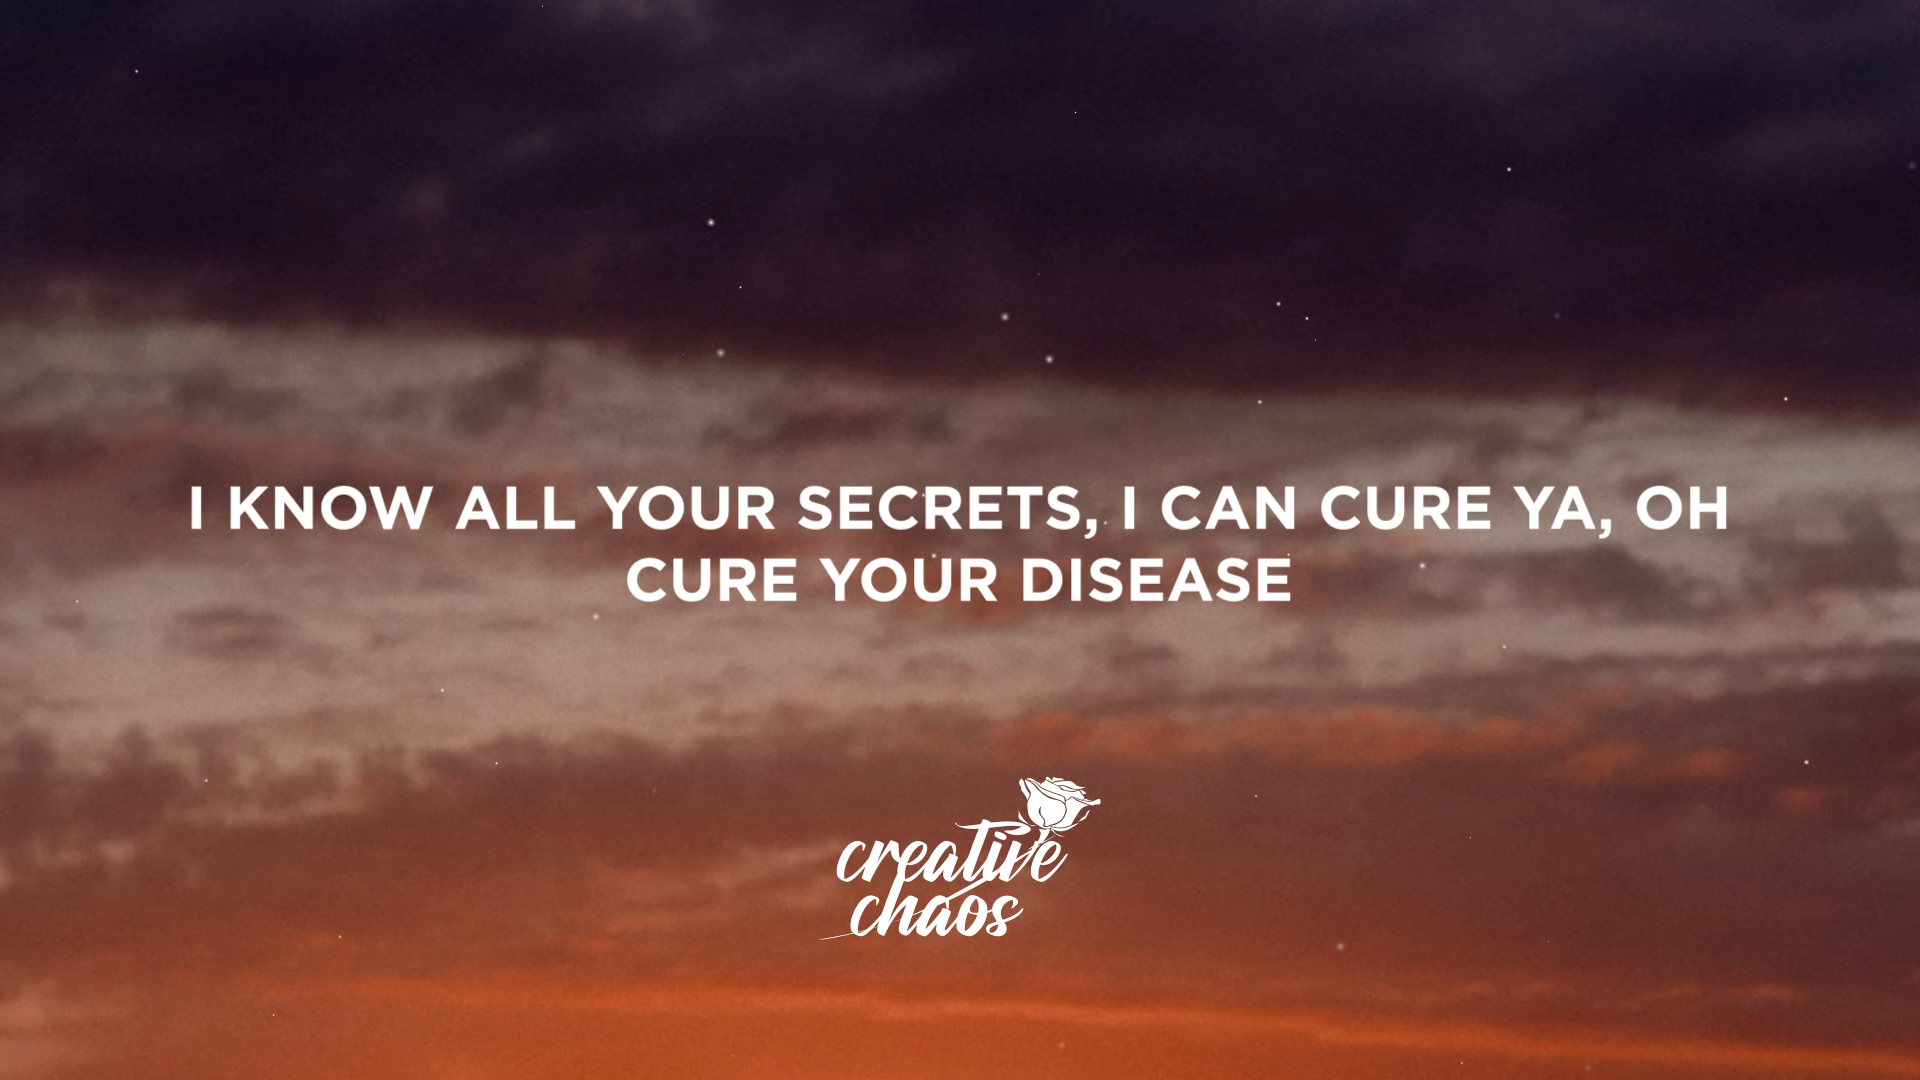 I KNOW ALL YOUR SECRETS, I CAN CURE YA, OH
CURE YOUR DISEASE
creative
chaos